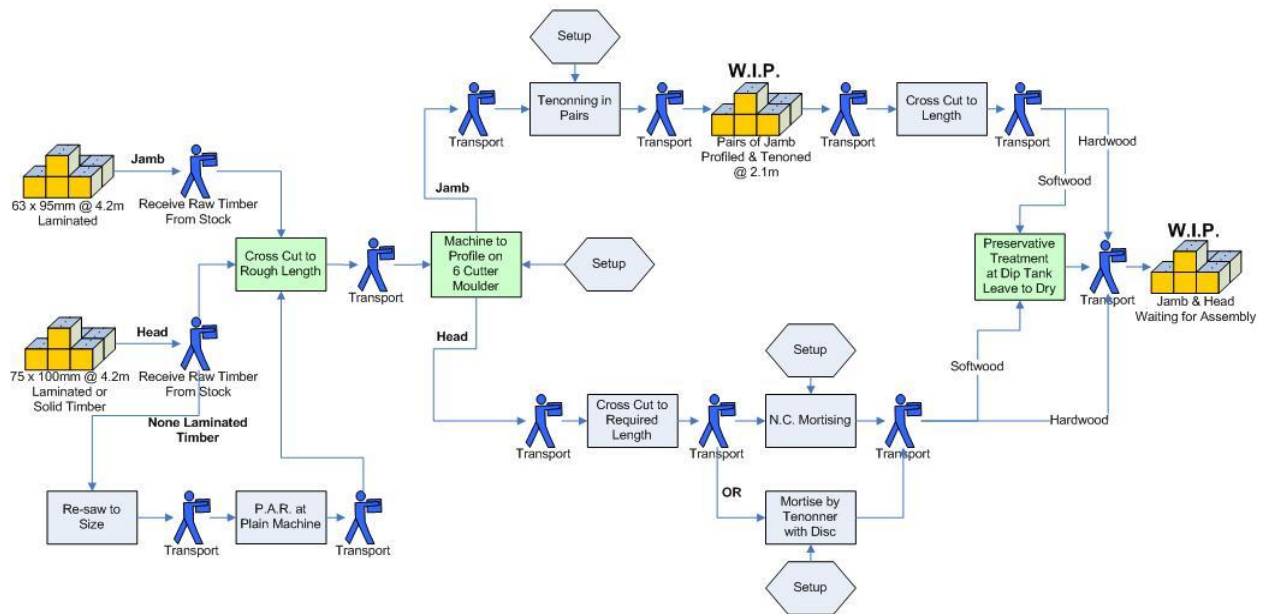 Setup
W.I.P.
Tenonning in
Pairs
Cross Cut to
Length
Transport
Transport
Pairs of Jamb
Profiled & Tenoned
@ 2.1m
Transport
Transport
Hardwood
Jamb
63 x 95mm @ 4.2m
Laminated
Receive Raw Timber
From Stock
Softwood
Jamb
Cross Cut to
Rough Length
Transport
Machine to
Profile on
6 Cutter
Moulder
Setup
Preservative
Treatment
at Dip Tank
Leave to Dry
Transport
W.I.P.
Jamb & Head
Waiting for Assembly
Head
75 x 100mm @ 4.2m
Laminated or
Solid Timber
Receive Raw Timber
From Stock
None Laminated
Timber
Head
Setup
Softwood
Transport
Cross Cut to
Required
Length
Transport
N.C. Mortising
Transport
Hardwood
OR
Re-saw to
Size
Transport
P.A.R. at
Plain Machine
Transport
Mortise by
Tenonner
with Disc
Setup